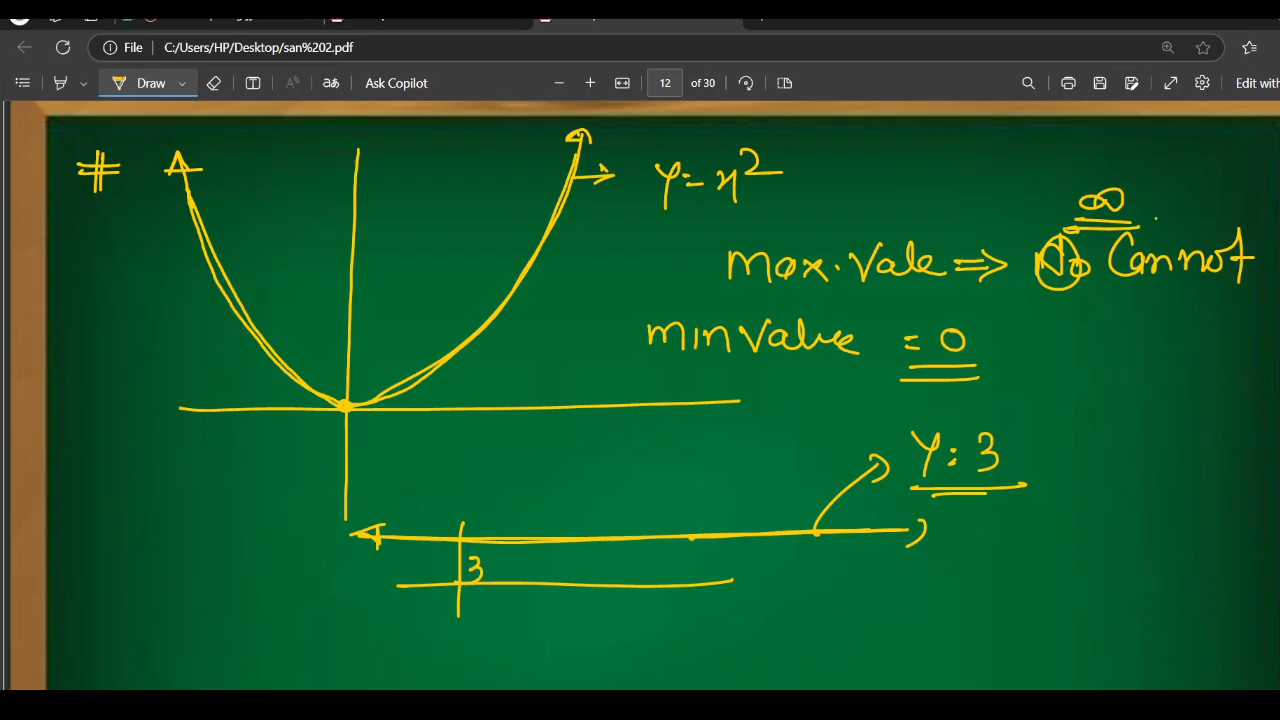 File C:/Users/HP/Desktop/san%202.pdf
Draw Ask Copilot 12 of 30 Edit with
# y = x²
∞
max. Vale ⇒ No Cannot
min Value = 0
Y = 3
3